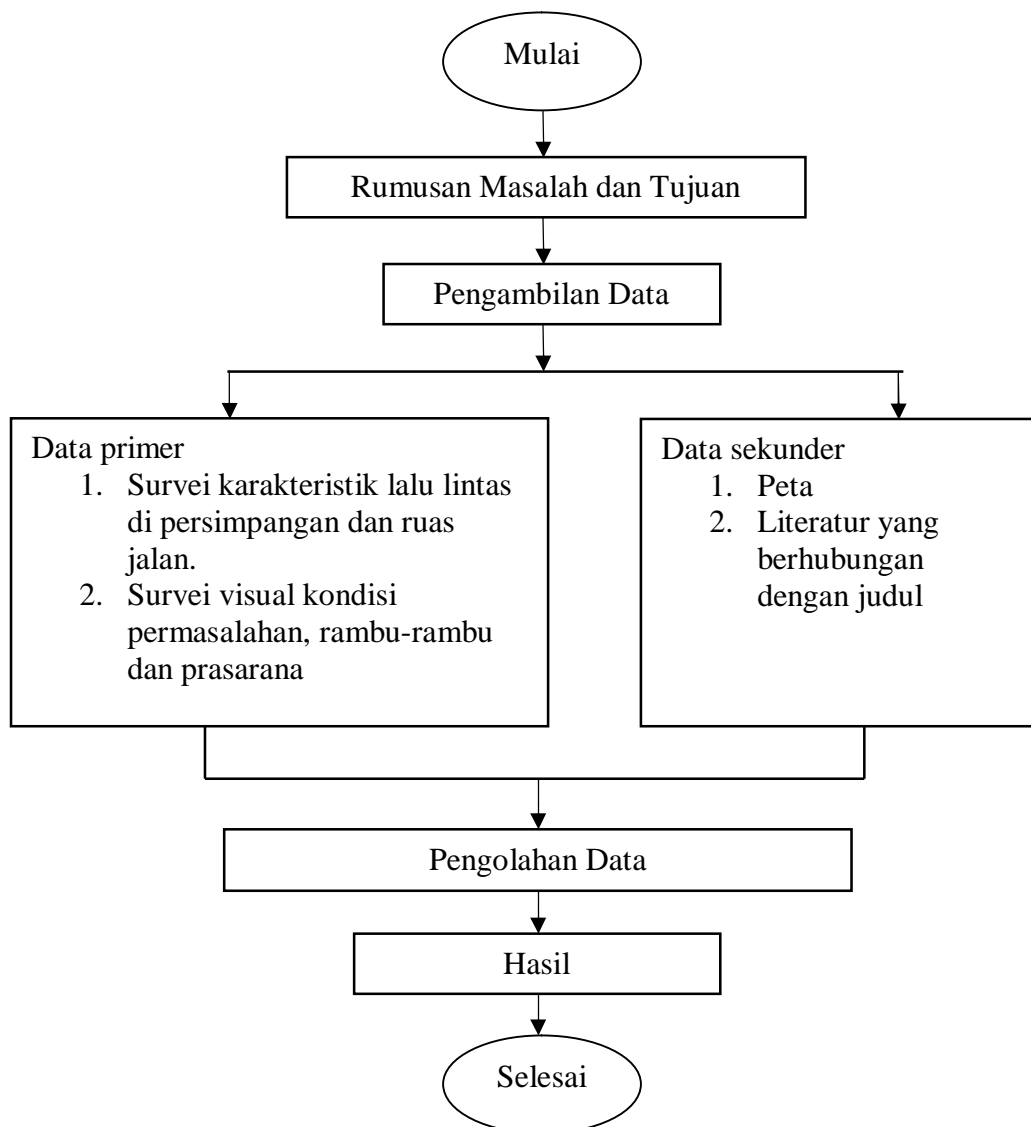 Mulai
Rumusan Masalah dan Tujuan
Pengambilan Data
Data primer
1. Survei karakteristik lalu lintas
di persimpangan dan ruas
jalan.
2. Survei visual kondisi
permasalahan, rambu-rambu
dan prasarana
Data sekunder
1. Peta
2. Literatur yang
berhubungan
dengan judul
Pengolahan Data
Hasil
Selesai